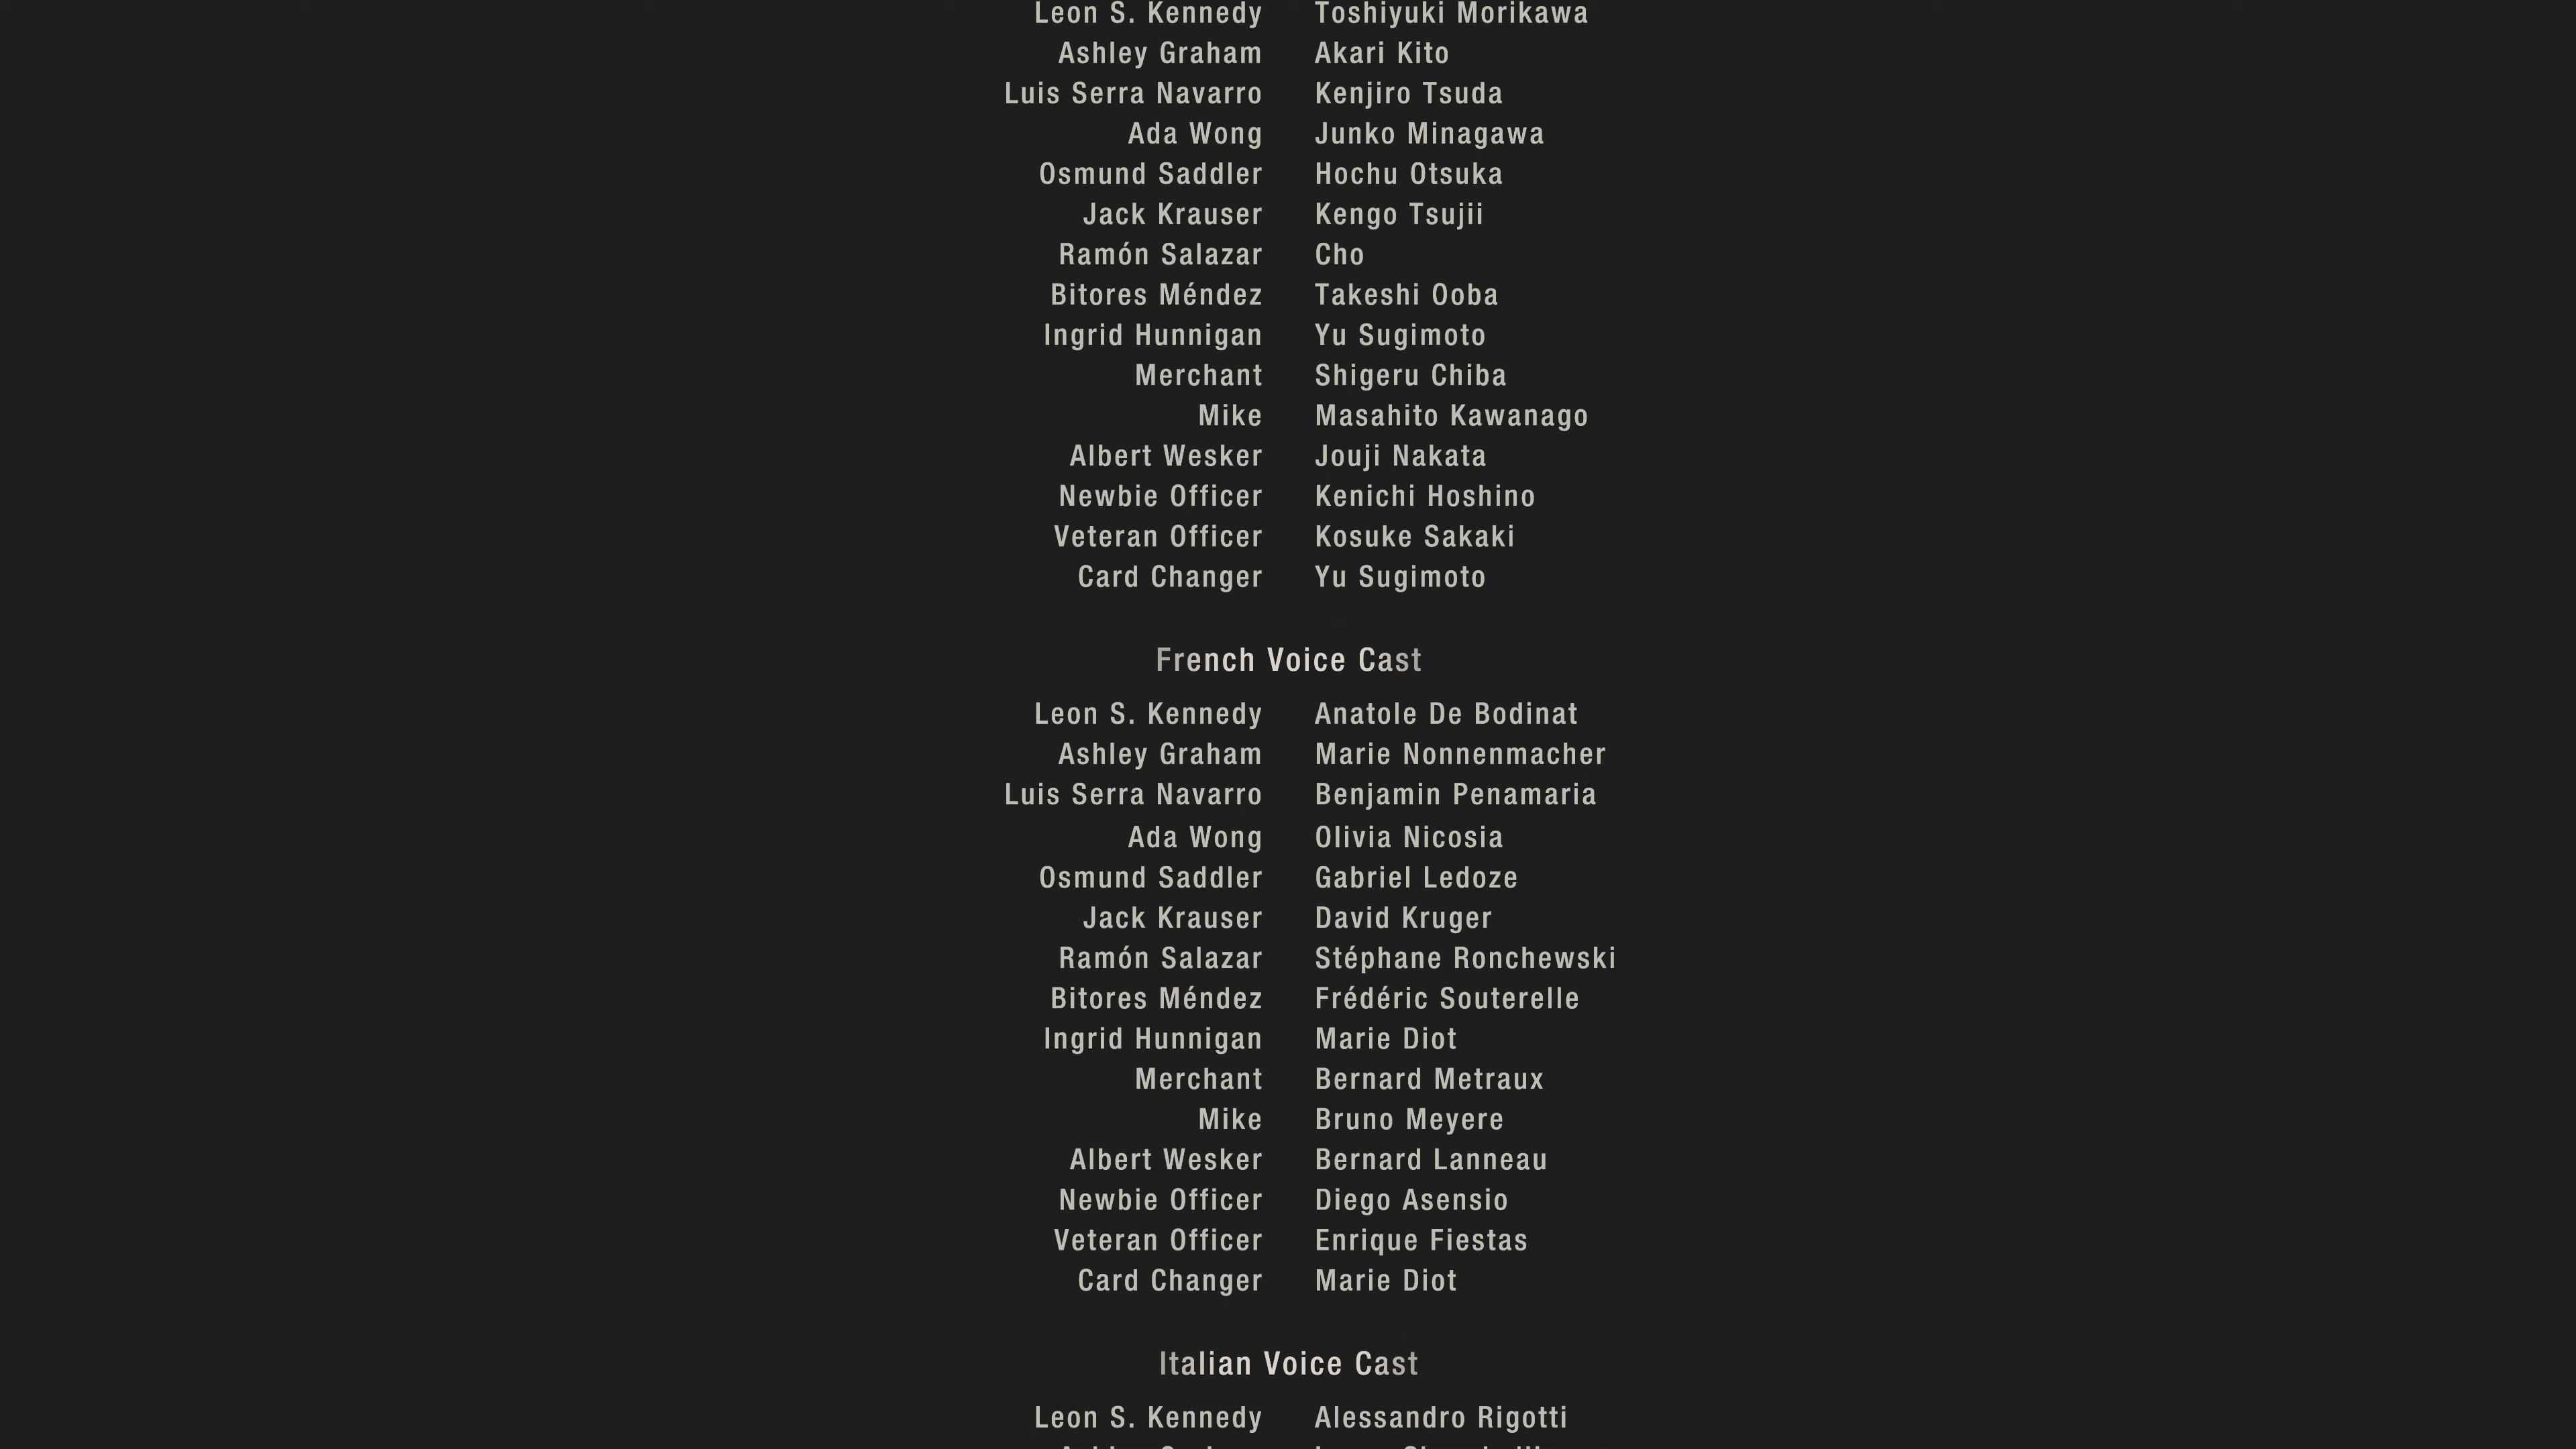 Leon S. Kennedy Toshiyuki Morikawa
Ashley Graham Akari Kito
Luis Serra Navarro Kenjiro Tsuda
Ada Wong Junko Minagawa
Osmund Saddler Hochu Otsuka
Jack Krauser Kengo Tsujii
Ramón Salazar Cho
Bitores Méndez Takeshi Ooba
Ingrid Hunnigan Yu Sugimoto
Merchant Shigeru Chiba
Mike Masahito Kawanago
Albert Wesker Jouji Nakata
Newbie Officer Kenichi Hoshino
Veteran Officer Kosuke Sakaki
Card Changer Yu Sugimoto
French Voice Cast
Leon S. Kennedy Anatole De Bodinat
Ashley Graham Marie Nonnenmacher
Luis Serra Navarro Benjamin Penamaria
Ada Wong Olivia Nicosia
Osmund Saddler Gabriel Ledoze
Jack Krauser David Kruger
Ramón Salazar Stéphane Ronchewski
Bitores Méndez Frédéric Souterelle
Ingrid Hunnigan Marie Diot
Merchant Bernard Metraux
Mike Bruno Meyere
Albert Wesker Bernard Lanneau
Newbie Officer Diego Asensio
Veteran Officer Enrique Fiestas
Card Changer Marie Diot
Italian Voice Cast
Leon S. Kennedy Alessandro Rigotti